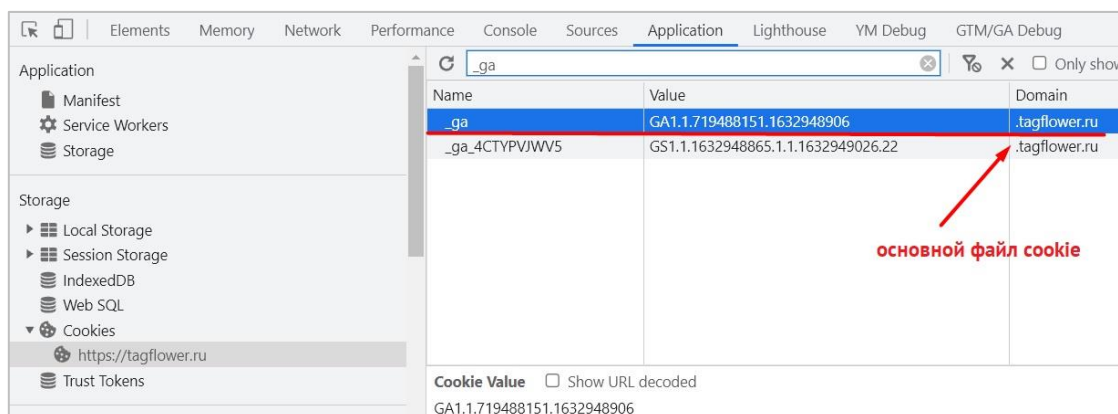 Elements Memory Network Performance Console Sources Application Lighthouse YM Debug GTM/GA Debug
Application
Manifest
Service Workers
Storage
Storage
Local Storage
Session Storage
IndexedDB
Web SQL
Cookies
https://tagflower.ru
Trust Tokens
_ga Only show
Name Value Domain
_ga GA1.1.719488151.1632948906 .tagflower.ru
_ga_4CTYPVJWV5 GS1.1.1632948865.1.1.1632949026.22 .tagflower.ru
основной файл cookie
Cookie Value Show URL decoded
GA1.1.719488151.1632948906